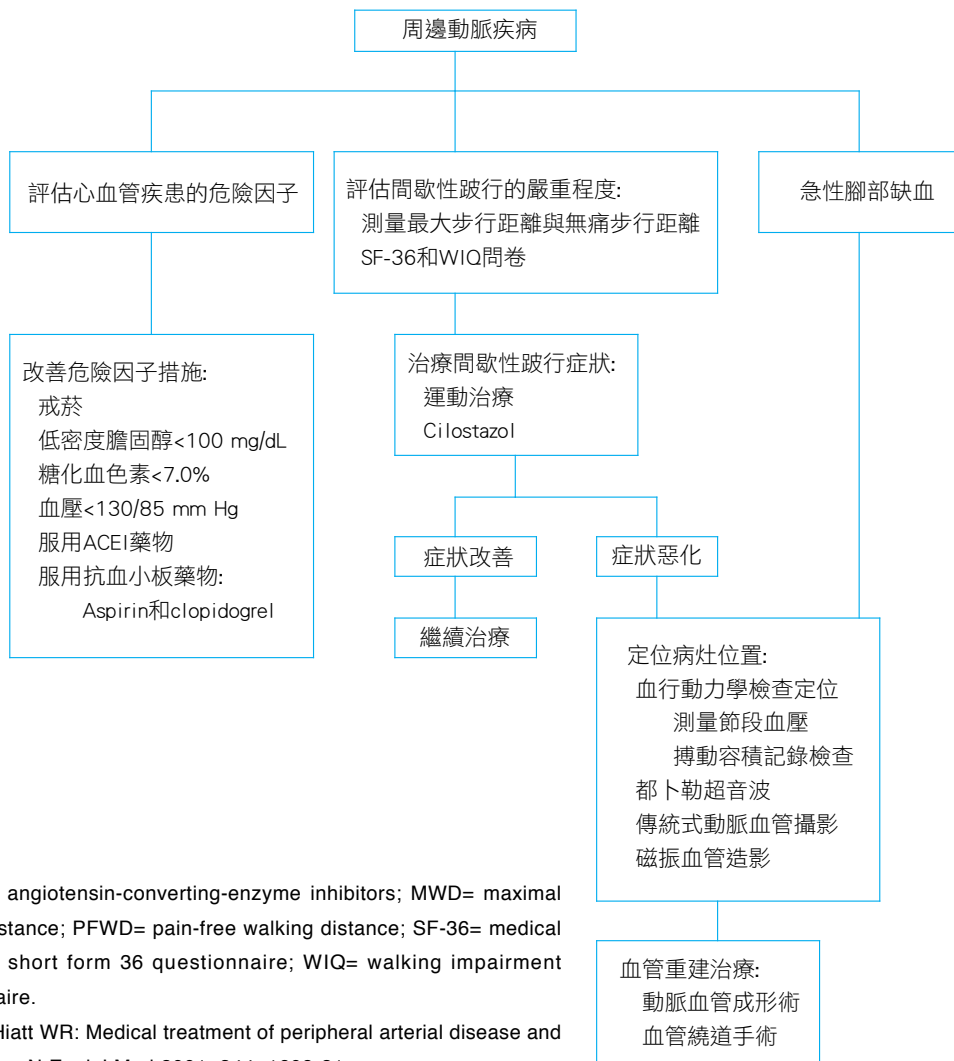 周邊動脈疾病
評估心血管疾患的危險因子
評估間歇性跛行的嚴重程度:
測量最大步行距離與無痛步行距離
SF-36和WIQ問卷
急性腳部缺血
改善危險因子措施:
戒菸
低密度膽固醇<100 mg/dL
糖化血色素<7.0%
血壓<130/85 mm Hg
服用ACEI藥物
服用抗血小板藥物:
Aspirin和clopidogrel
治療間歇性跛行症狀:
運動治療
Cilostazol
症狀改善
症狀惡化
繼續治療
定位病灶位置:
血行動力學檢查定位
測量節段血壓
搏動容積記錄檢查
都卜勒超音波
傳統式動脈血管攝影
磁振血管造影
血管重建治療:
動脈血管成形術
血管繞道手術
angiotensin-converting-enzyme inhibitors; MWD= maximal
stance; PFWD= pain-free walking distance; SF-36= medical
short form 36 questionnaire; WIQ= walking impairment
aire.
Hiatt WR: Medical treatment of peripheral arterial disease and